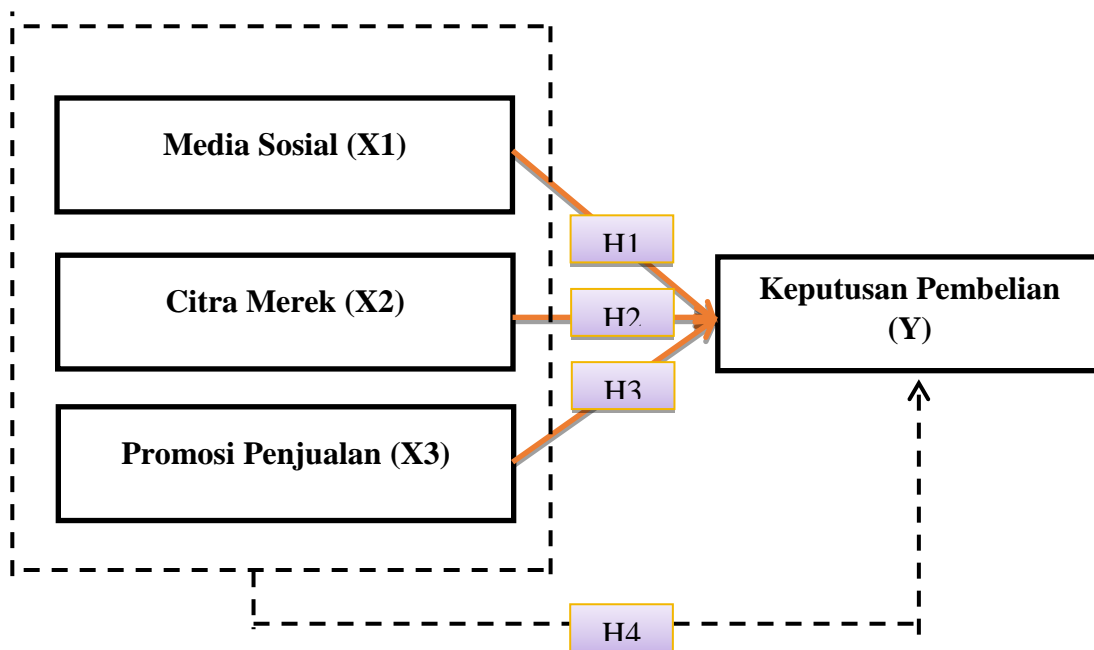 Media Sosial (X1)
H1
Citra Merek (X2)
H2
Keputusan Pembelian
(Y)
H3
Promosi Penjualan (X3)
H4